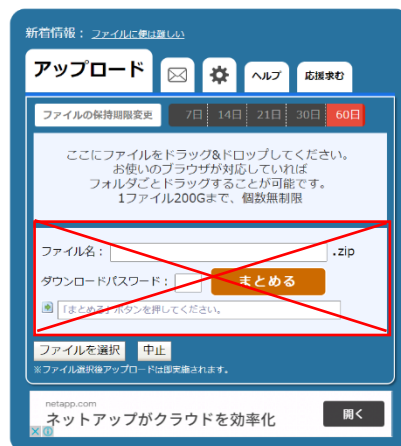 新着情報： ファイルに便は難しい
アップロード ヘルプ 応援求む
ファイルの保持期限変更 7日 14日 21日 30日 60日
ここにファイルをドラッグ&ドロップしてください。
お使いのブラウザが対応していれば
フォルダごとドラッグすることが可能です。
1ファイル200Gまで、個数無制限
ファイル名： .zip
ダウンロードパスワード： まとめる
「まとめる」ボタンを押してください。
ファイルを選択 中止
※ファイル選択後アップロードは即実施されます。
netapp.com
ネットアップがクラウドを効率化 開く